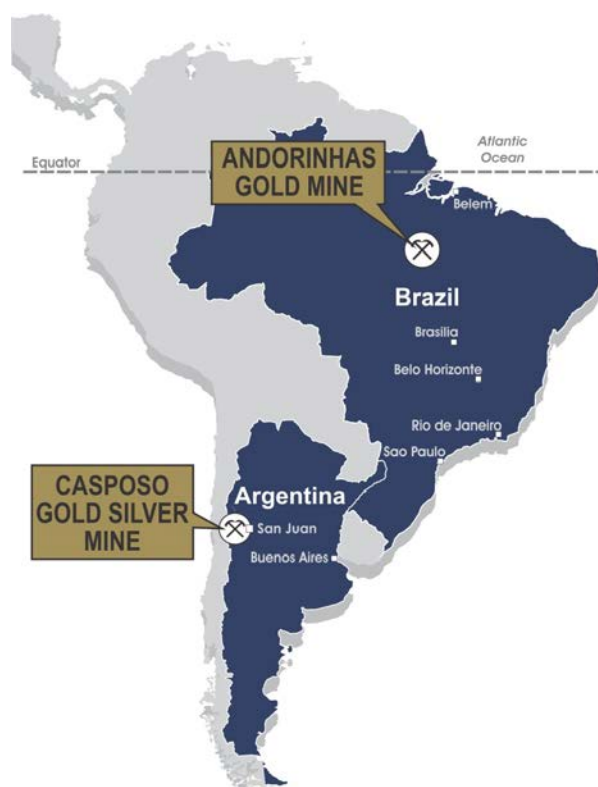 Atlantic
Ocean
Equator
ANDORINHAS
GOLD MINE
Belem
Brazil
Brasilia
Belo Horizonte
Rio de Janeiro
Sao Paulo
CASPOSO
GOLD SILVER
MINE
Argentina
San Juan
Buenos Aires